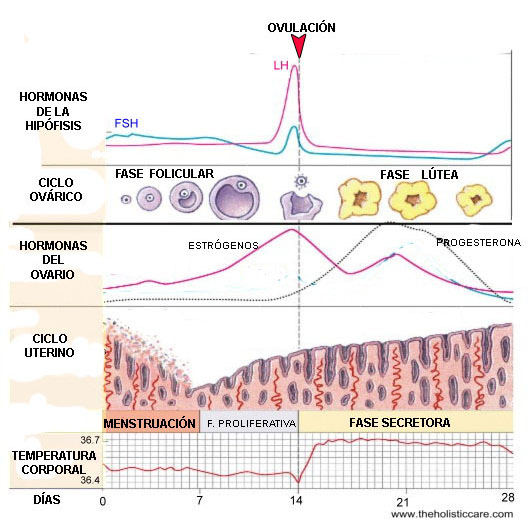 OVULACIÓN
LH
HORMONAS
DE LA
HIPÓFISIS
FSH
FASE FOLICULAR
FASE LÚTEA
CICLO
OVÁRICO
ESTRÓGENOS
PROGESTERONA
HORMONAS
DEL
OVARIO
CICLO
UTERINO
MENSTRUACIÓN
F. PROLIFERATIVA
FASE SECRETORA
36.7
TEMPERATURA
CORPORAL
36.4
DÍAS
0 7 14 21 28
www.theholisticcare.com